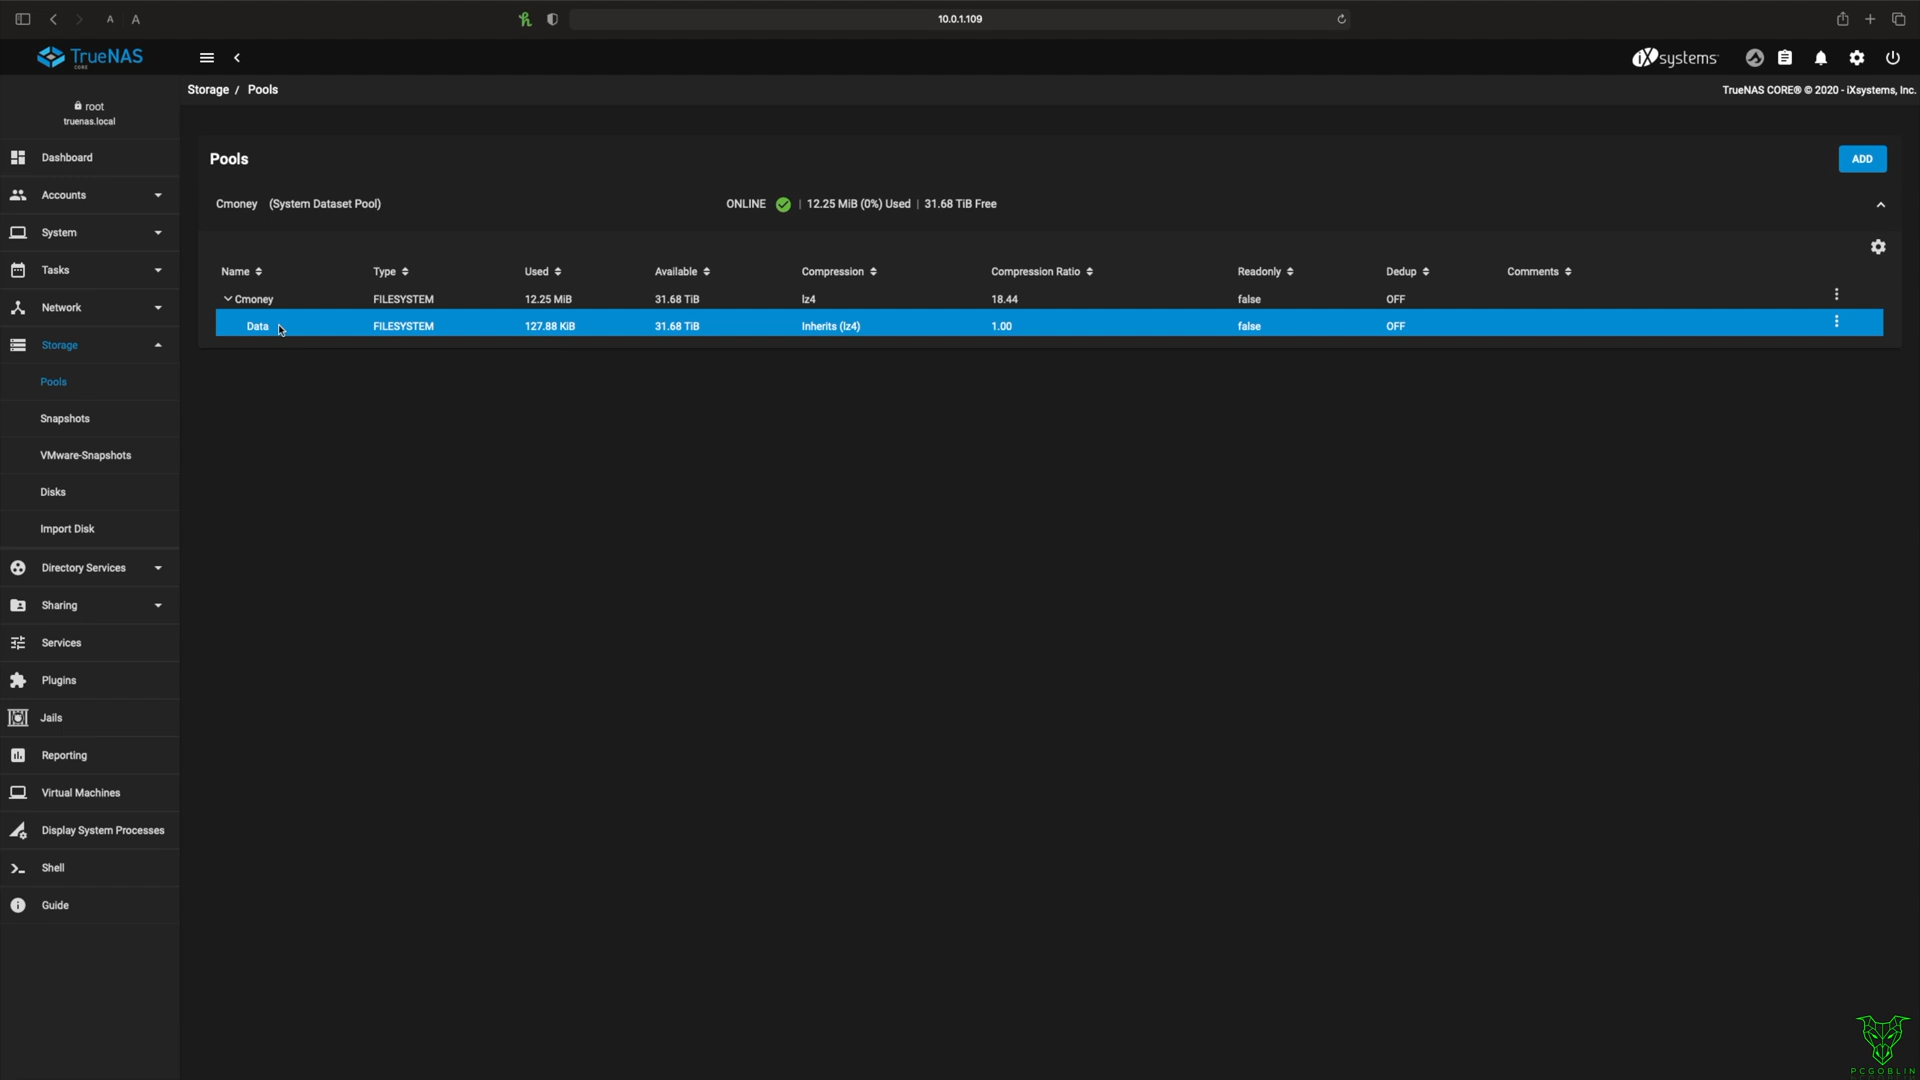 A A 10.0.1.109
TrueNAS
CORE
iXsystems
Storage / Pools
TrueNAS CORE® © 2020 - iXsystems, Inc.
root
truenas.local
Dashboard
Accounts
System
Tasks
Network
Storage
Pools
Snapshots
VMware-Snapshots
Disks
Import Disk
Directory Services
Sharing
Services
Plugins
Jails
Reporting
Virtual Machines
Display System Processes
Shell
Guide
Pools
ADD
Cmoney (System Dataset Pool) ONLINE | 12.25 MiB (0%) Used | 31.68 TiB Free
Name Type Used Available Compression Compression Ratio Readonly Dedup Comments
Cmoney FILESYSTEM 12.25 MiB 31.68 TiB lz4 18.44 false OFF
Data FILESYSTEM 127.88 KiB 31.68 TiB Inherits (lz4) 1.00 false OFF
PCGOBLIN